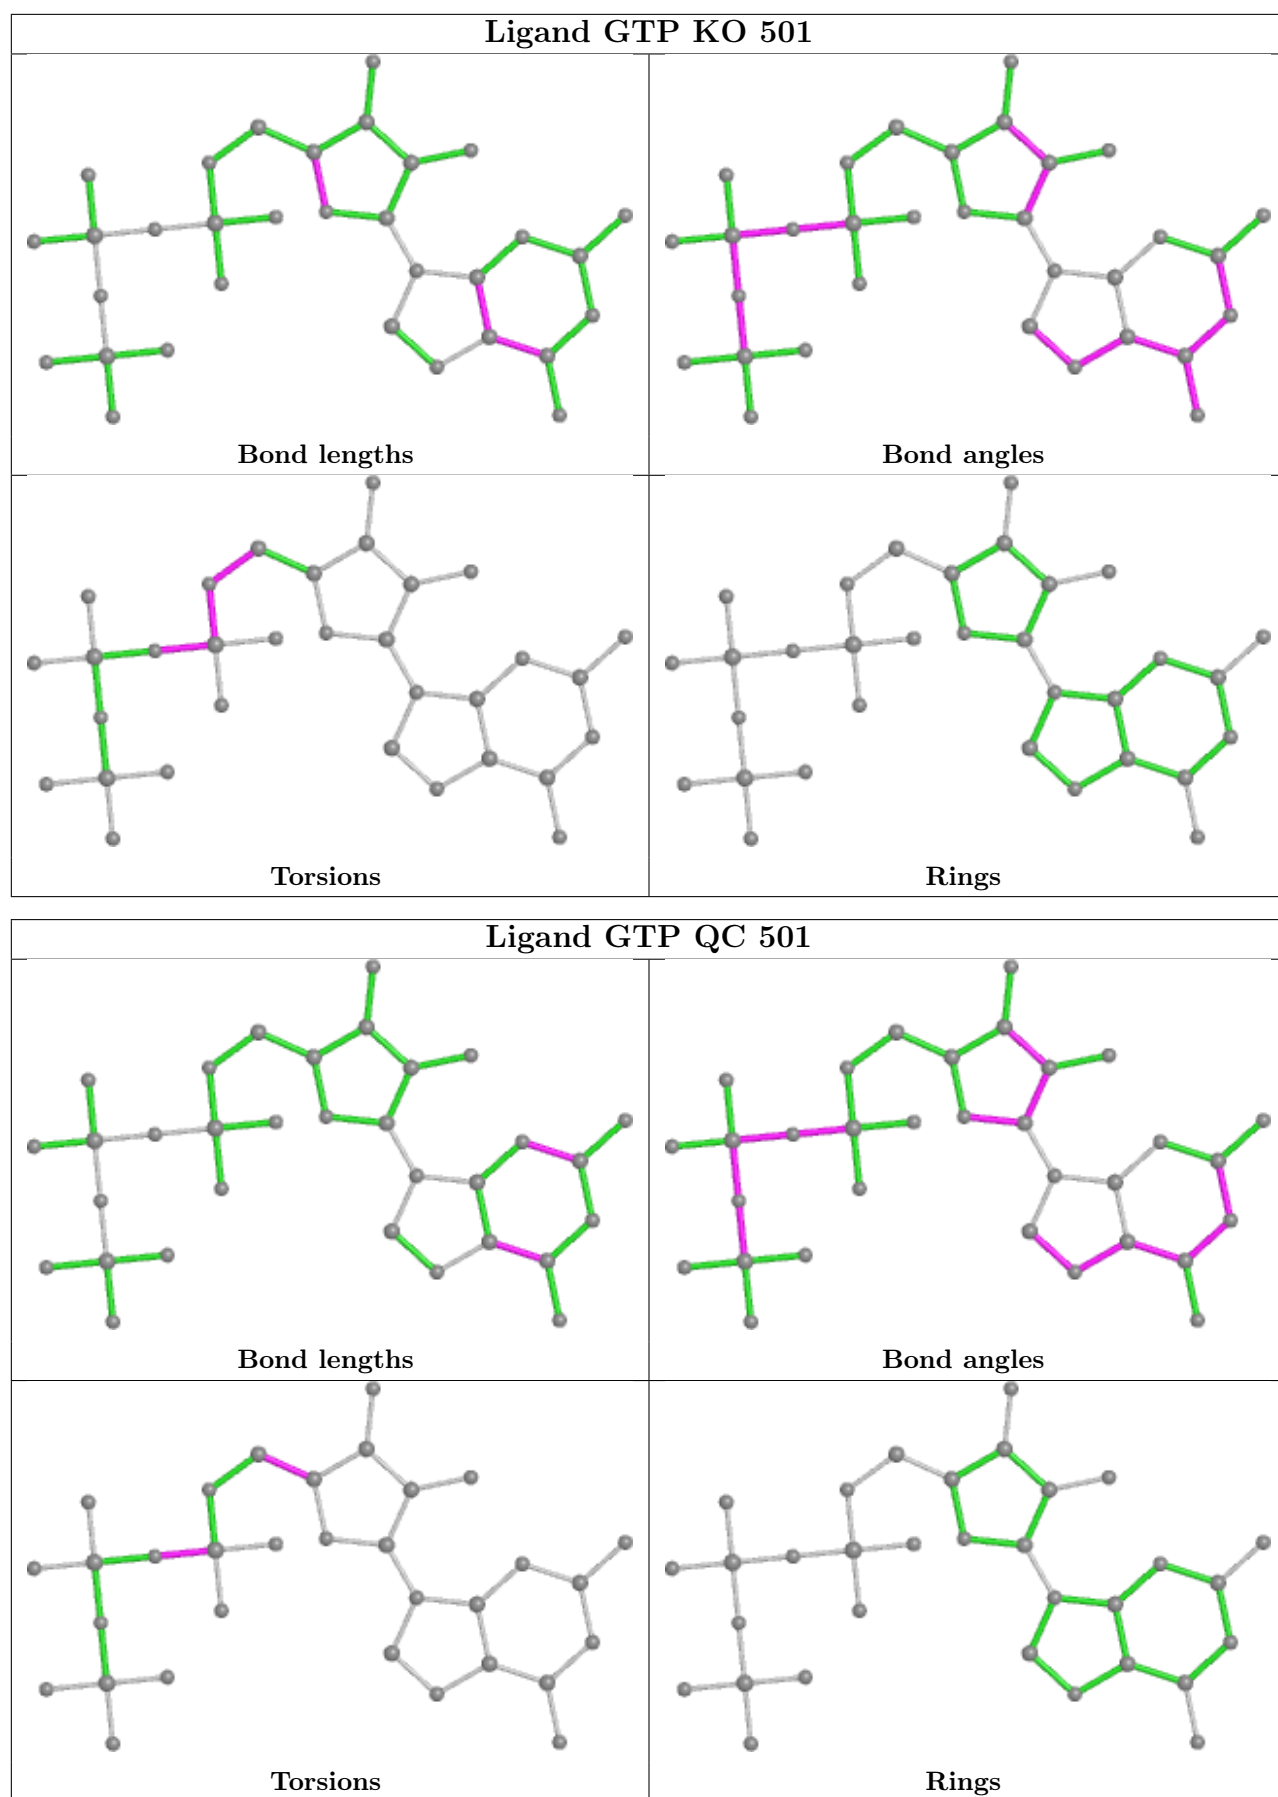 Ligand GTP KO 501
Bond lengths
Bond angles
Torsions
Rings
Ligand GTP QC 501
Bond lengths
Bond angles
Torsions
Rings